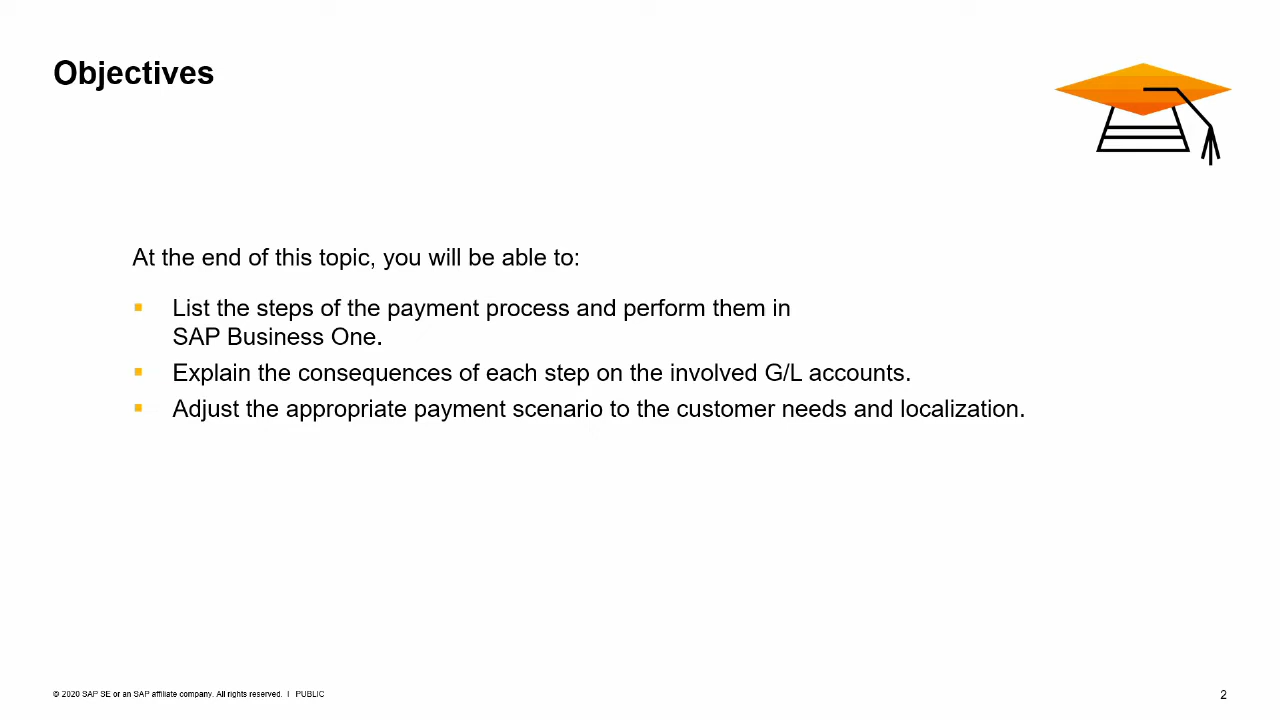 Objectives
At the end of this topic, you will be able to:
▪ List the steps of the payment process and perform them in
SAP Business One.
▪ Explain the consequences of each step on the involved G/L accounts.
▪ Adjust the appropriate payment scenario to the customer needs and localization.
© 2020 SAP SE or an SAP affiliate company. All rights reserved. ǀ PUBLIC
2